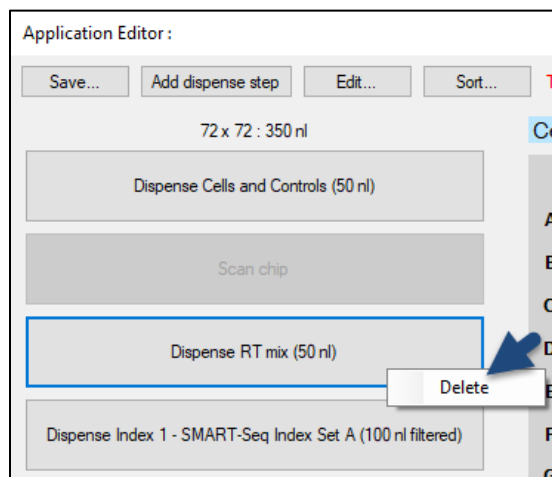 Application Editor :
Save... Add dispense step Edit... Sort...
72 x 72 : 350 nl
Dispense Cells and Controls (50 nl)
Scan chip
Dispense RT mix (50 nl)
Delete
Dispense Index 1 - SMART-Seq Index Set A (100 nl filtered)